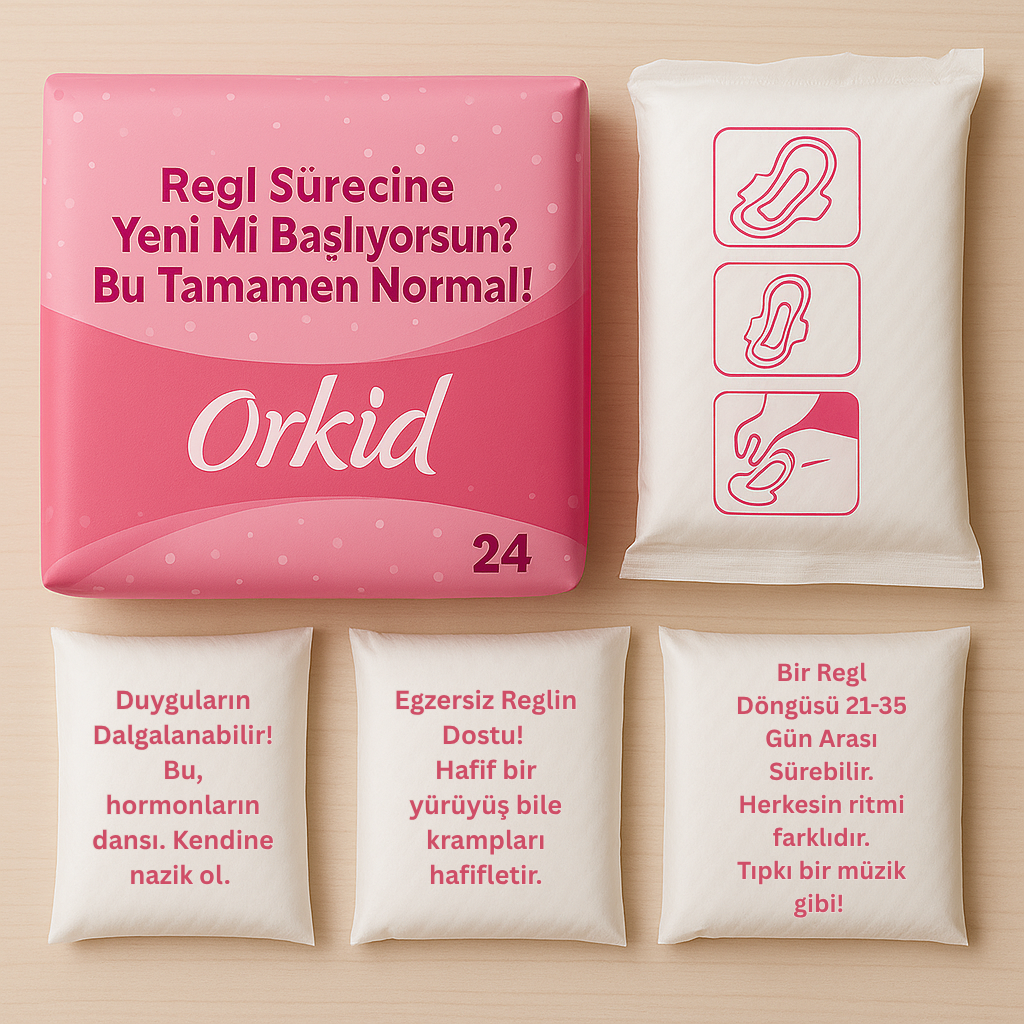 Regl Sürecine
Yeni Mi Başlıyorsun?
Bu Tamamen Normal!
Orkid
24
Duyguların
Dalgalanabilir!
Bu,
hormonların
dansı. Kendine
nazik ol.
Egzersiz Reglin
Dostu!
Hafif bir
yürüyüş bile
krampları
hafifletir.
Bir Regl
Döngüsü 21-35
Gün Arası
Sürebilir.
Herkesin ritmi
farklıdır.
Tıpkı bir müzik
gibi!